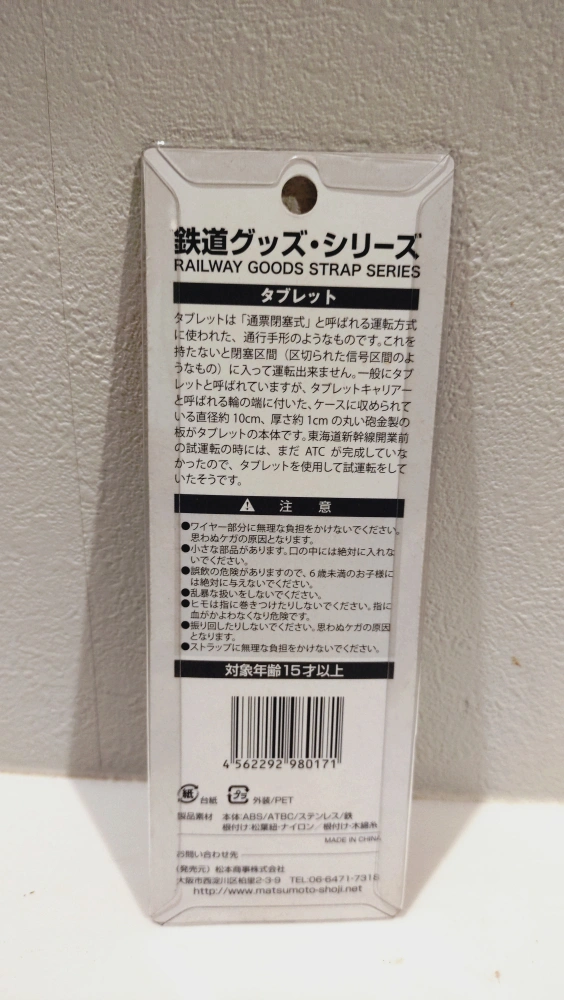 鉄道グッズ・シリーズ
RAILWAY GOODS STRAP SERIES
タブレット
タブレットは「通票閉塞式」と呼ばれる運転方式
に使われた、通行手形のようなものです。これを
持たないと閉塞区間（区切られた信号区間のよ
うなもの）に入って運転出来ません。一般にタブ
レットと呼ばれていますが、タブレットキャリアー
と呼ばれる輪の端に付いた、ケースに収められて
いる直径約10cm、厚さ約1cmの丸い砲金製の
板がタブレットの本体です。東海道新幹線開業前
の試運転の時には、まだ ATC が完成していな
かったので、タブレットを使用して試運転をして
いたそうです。
注 意
●ワイヤー部分に無理な負担をかけないでください。
思わぬケガの原因となります。
●小さな部品があります。口の中には絶対に入れな
いでください。
●誤飲の危険がありますので、6歳未満のお子様に
は絶対に与えないでください。
●乱暴な扱いをしないでください。
●ヒモは指に巻きつけたりしないでください。指に
血がかよわなくなり危険です。
●振り回したりしないでください。思わぬケガの原因
となります。
●ストラップに無理な負担をかけないでください。
対象年齢15才以上
4 562292 980171
紙 台紙 プラ 外装/PET
製品素材 本体:ABS/ATBC/ステンレス/鉄
根付け:松葉紐-ナイロン／根付け-木綿糸
MADE IN CHINA
お問い合わせ先
(発売元) 松本商事株式会社
大阪市西淀川区柏里2-3-9 TEL:06-6471-7318
http://www.matsumoto-shoji.net